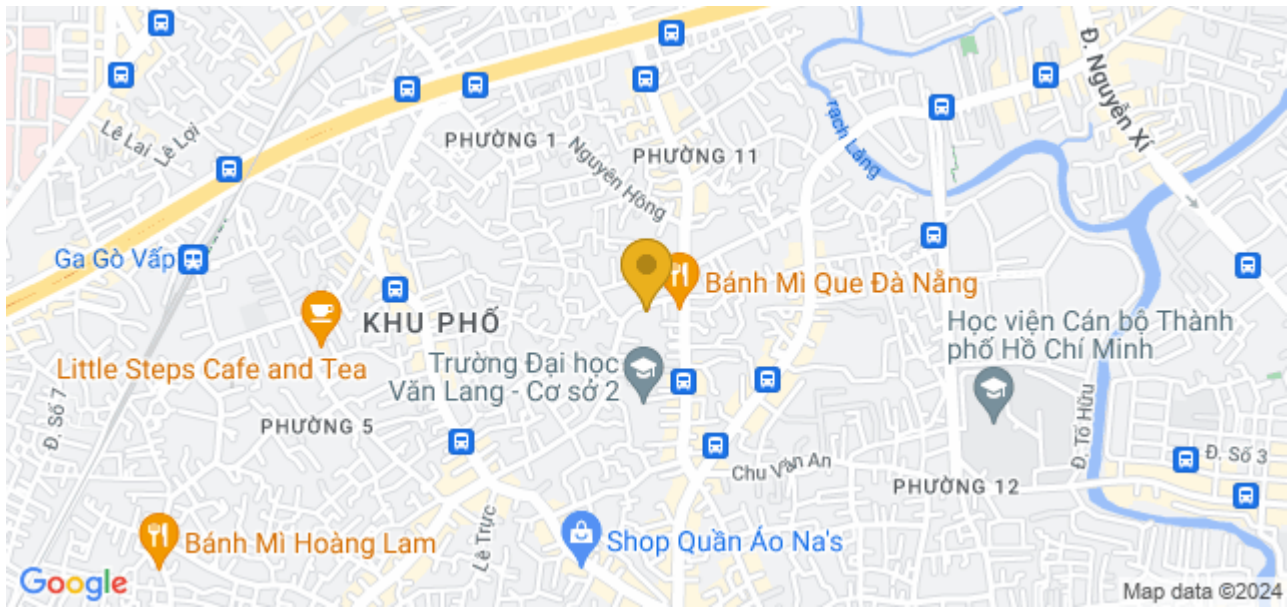 Đ. Nguyễn Xí
Lê Lai
Lê Lợi
rạch Lăng
PHƯỜNG 1
Nguyên Hồng
PHƯỜNG 11
Ga Gò Vấp
Bánh Mì Que Đà Nẵng
KHU PHỐ
Học viện Cán bộ Thành
phố Hồ Chí Minh
Little Steps Cafe and Tea
Trường Đại học
Văn Lang - Cơ sở 2
Đ. Số 7
PHƯỜNG 5
Đ. Tố Hữu
Đ. Số 3
Chu Văn An
PHƯỜNG 12
Lê Trực
Bánh Mì Hoàng Lam
Shop Quần Áo Na's
Google
Map data ©2024